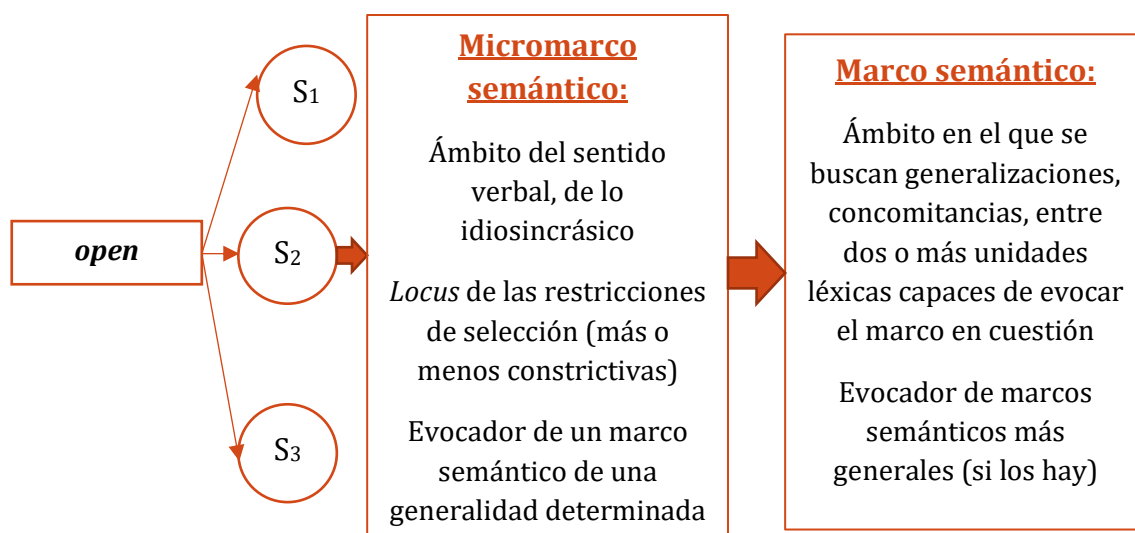 open
S1
S2
S3
Micromarco
semántico:
Ámbito del sentido
verbal, de lo
idiosincrásico
Locus de las restricciones
de selección (más o
menos constrictivas)
Evocador de un marco
semántico de una
generalidad determinada
Marco semántico:
Ámbito en el que se
buscan generalizaciones,
concomitancias, entre
dos o más unidades
léxicas capaces de evocar
el marco en cuestión
Evocador de marcos
semánticos más
generales (si los hay)